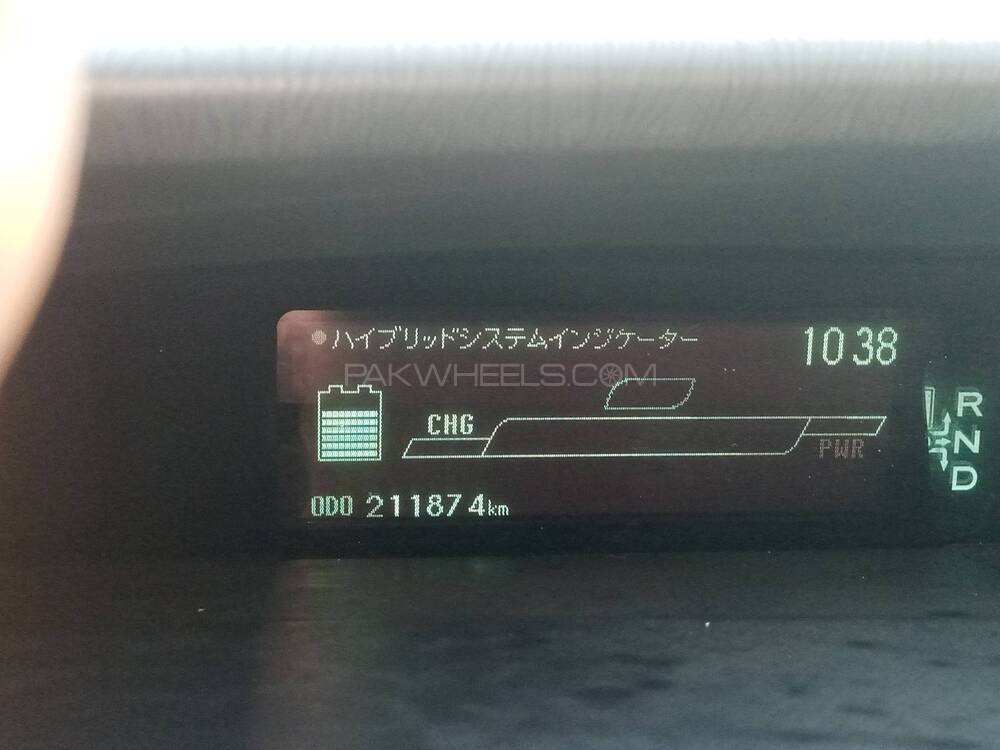 ●ハイブリッドシステムインジケーター
10 38
PAKWHEELS.COM
CHG
PWR
ODO 211874km
R
N
D